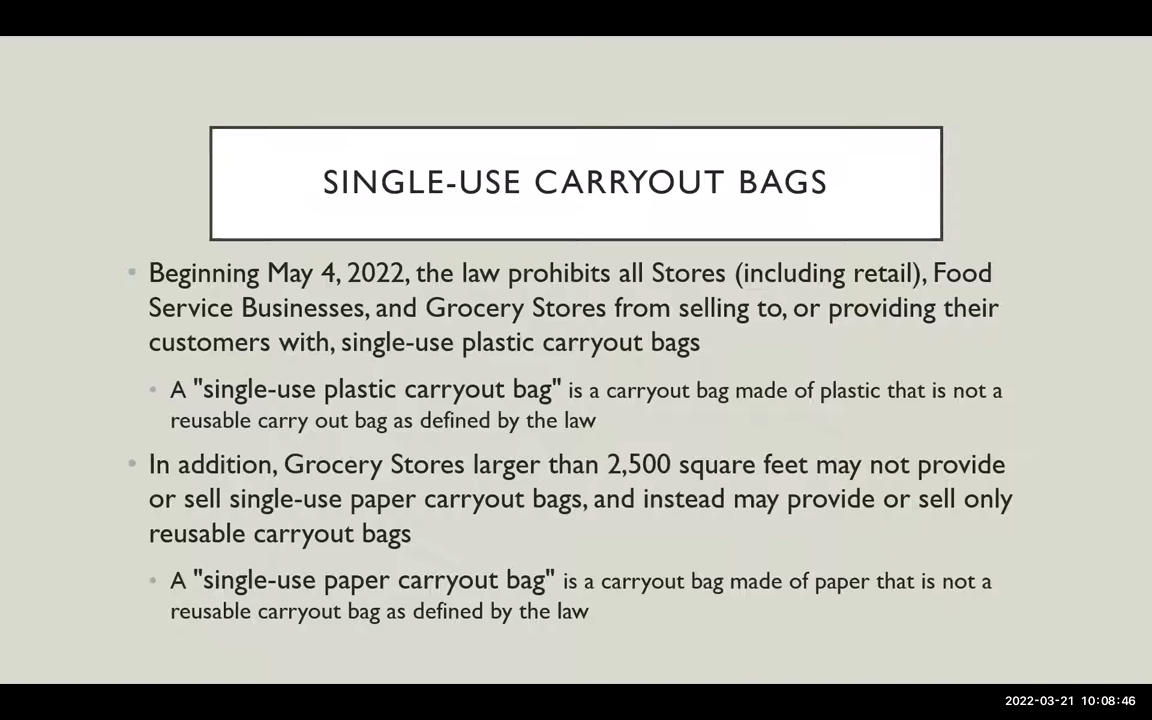 SINGLE-USE CARRYOUT BAGS
• Beginning May 4, 2022, the law prohibits all Stores (including retail), Food
Service Businesses, and Grocery Stores from selling to, or providing their
customers with, single-use plastic carryout bags
• A "single-use plastic carryout bag" is a carryout bag made of plastic that is not a
reusable carry out bag as defined by the law
• In addition, Grocery Stores larger than 2,500 square feet may not provide
or sell single-use paper carryout bags, and instead may provide or sell only
reusable carryout bags
• A "single-use paper carryout bag" is a carryout bag made of paper that is not a
reusable carryout bag as defined by the law
2022-03-21 10:08:46